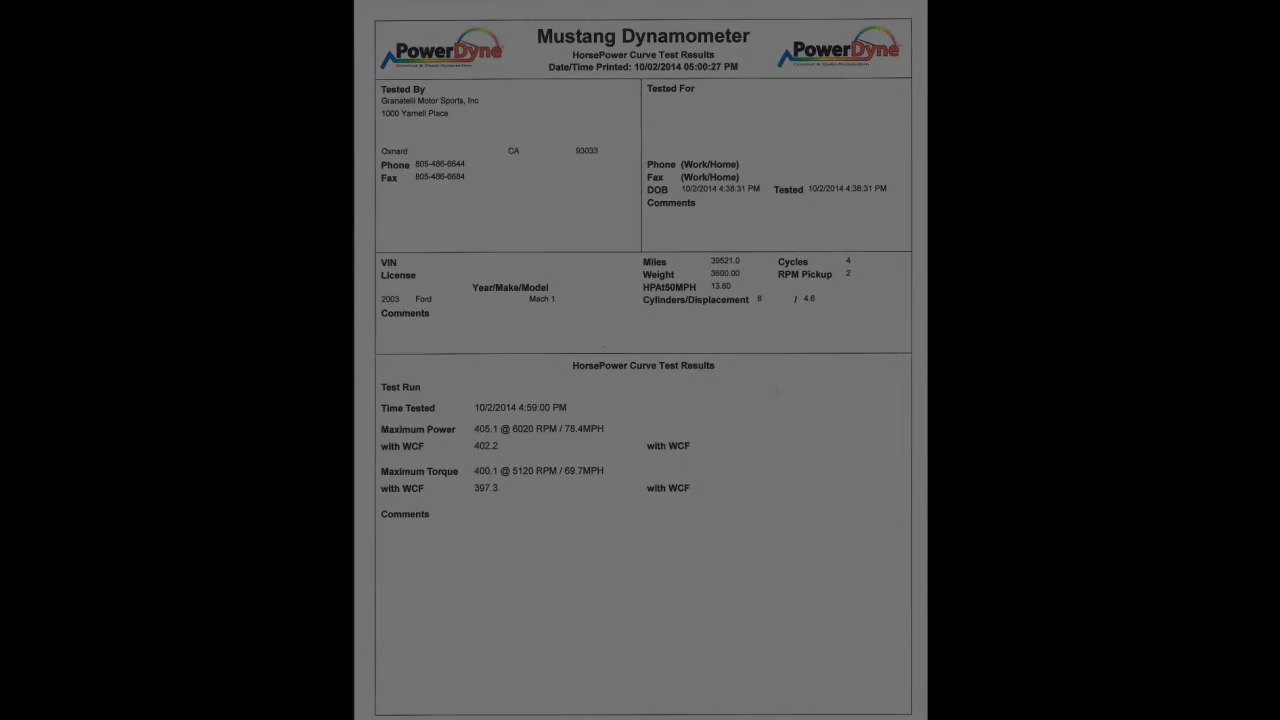 PowerDyne
Control & Data Acquisition
Mustang Dynamometer
HorsePower Curve Test Results
Date/Time Printed: 10/02/2014 05:00:27 PM
PowerDyne
Control & Data Acquisition
Tested By
Granatelli Motor Sports, Inc
1000 Yarnell Place
Oxnard CA 93033
Phone 805-486-6644
Fax 805-486-6684
Tested For
Phone (Work/Home)
Fax (Work/Home)
DOB 10/2/2014 4:38:31 PM Tested 10/2/2014 4:38:31 PM
Comments
VIN
License
Year/Make/Model
2003 Ford Mach 1
Comments
Miles 39521.0 Cycles 4
Weight 3600.00 RPM Pickup 2
HPAt50MPH 13.60
Cylinders/Displacement 8 / 4.6
HorsePower Curve Test Results
Test Run
Time Tested 10/2/2014 4:59:00 PM
Maximum Power 405.1 @ 6020 RPM / 78.4MPH
with WCF 402.2 with WCF
Maximum Torque 400.1 @ 5120 RPM / 69.7MPH
with WCF 397.3 with WCF
Comments